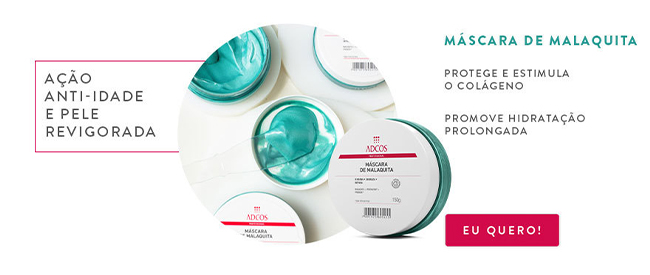 AÇÃO
ANTI-IDADE
E PELE
REVIGORADA
ADCOS
MÁSCARA
DE MALAQUITA
150g
ADCOS
MÁSCARA
DE MALAQUITA
MÁSCARA DE MALAQUITA
PROTEGE E ESTIMULA
O COLÁGENO
PROMOVE HIDRATAÇÃO
PROLONGADA
EU QUERO!